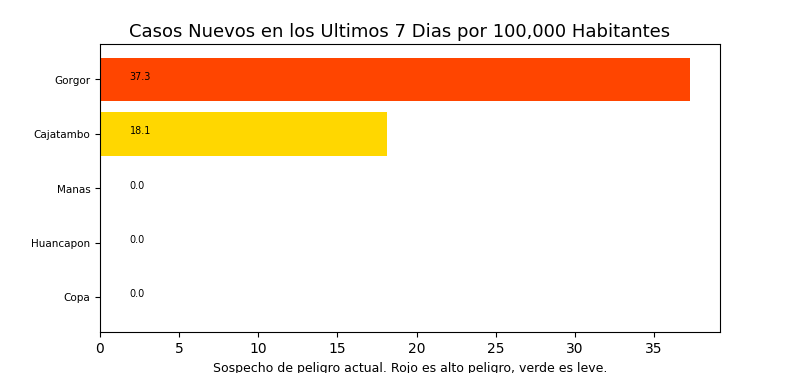 Casos Nuevos en los Ultimos 7 Dias por 100,000 Habitantes
Gorgor 37.3
Cajatambo 18.1
Manas 0.0
Huancapon 0.0
Copa 0.0
0 5 10 15 20 25 30 35
Sospecho de peligro actual. Rojo es alto peligro, verde es leve.